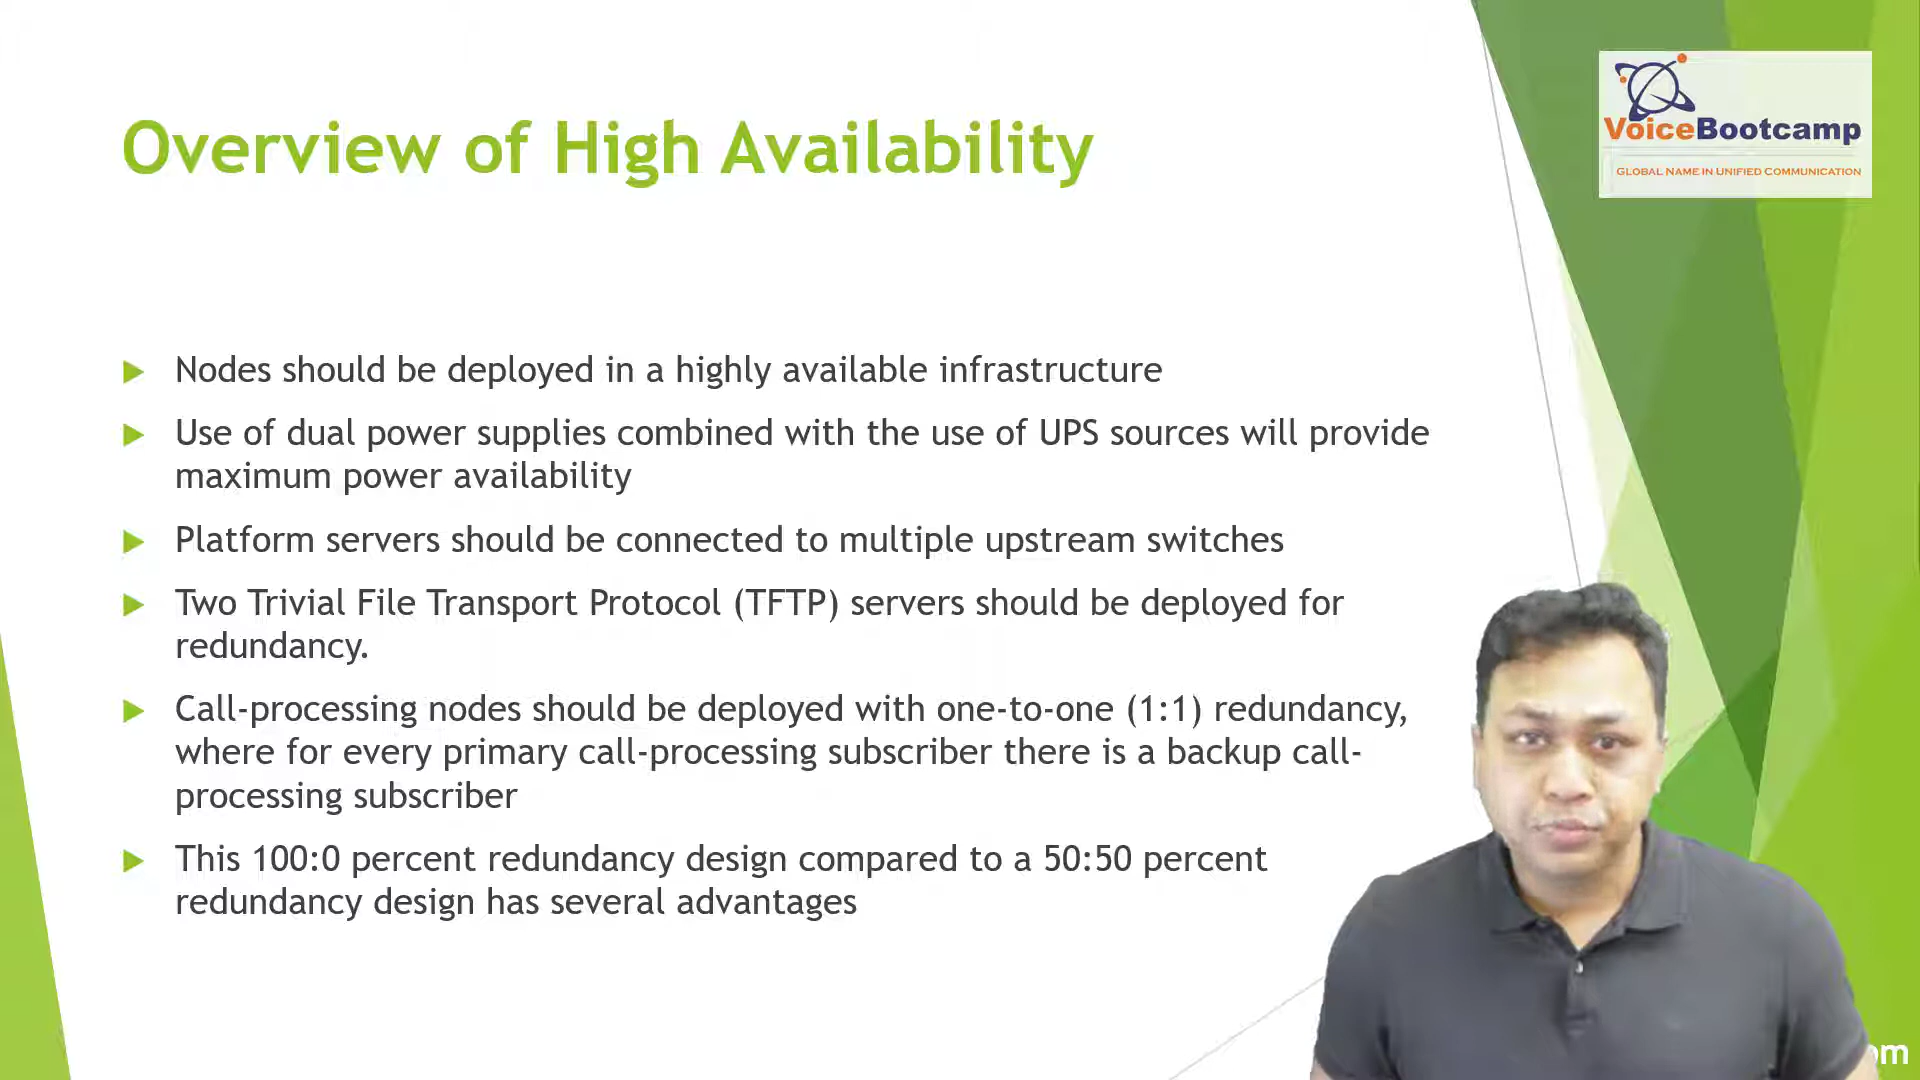 Overview of High Availability
VoiceBootcamp
GLOBAL NAME IN UNIFIED COMMUNICATION
Nodes should be deployed in a highly available infrastructure
Use of dual power supplies combined with the use of UPS sources will provide
maximum power availability
Platform servers should be connected to multiple upstream switches
Two Trivial File Transport Protocol (TFTP) servers should be deployed for
redundancy.
Call-processing nodes should be deployed with one-to-one (1:1) redundancy,
where for every primary call-processing subscriber there is a backup call-
processing subscriber
This 100:0 percent redundancy design compared to a 50:50 percent
redundancy design has several advantages